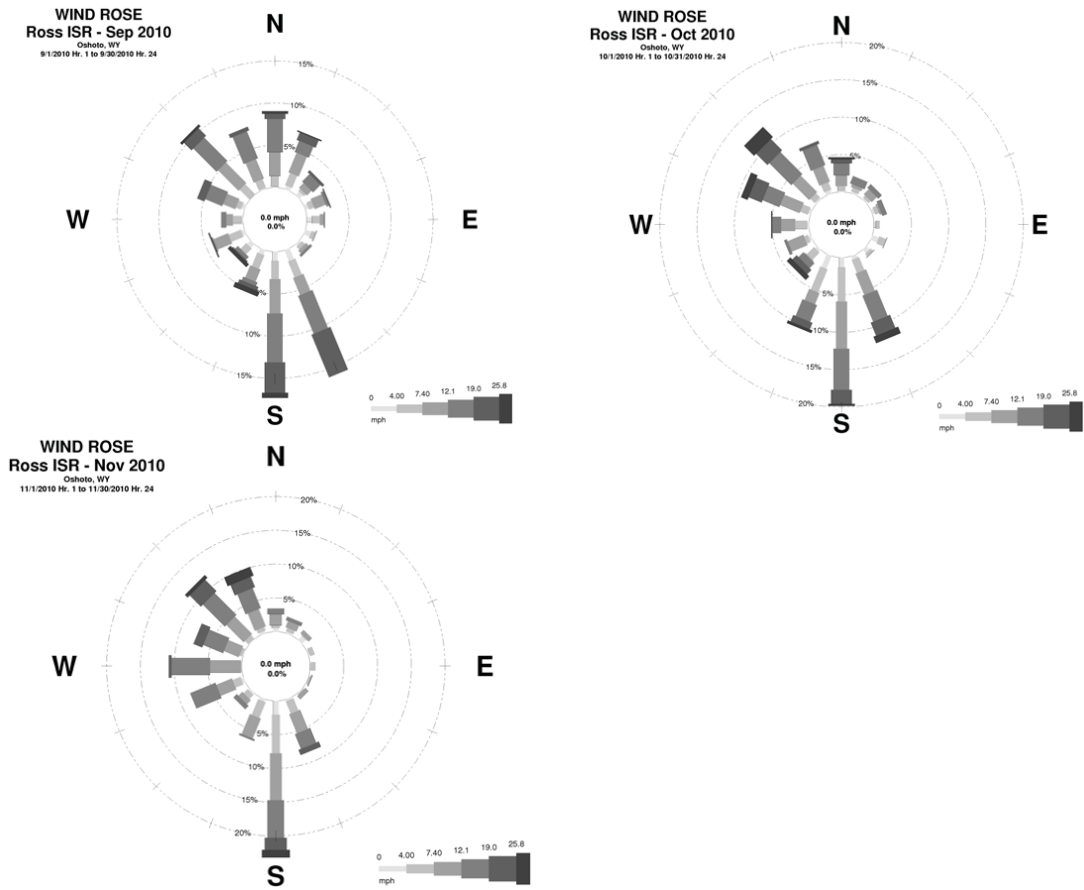 WIND ROSE
Ross ISR - Sep 2010
Oshoto, WY
9/1/2010 Hr. 1 to 9/30/2010 Hr. 24
N
15%
10%
5%
W
0.0 mph
0.0%
E
5%
10%
15%
S
0 4.00 7.40 12.1 19.0 25.8
mph
WIND ROSE
Ross ISR - Oct 2010
Oshoto, WY
10/1/2010 Hr. 1 to 10/31/2010 Hr. 24
N
20%
15%
10%
5%
W
0.0 mph
0.0%
E
5%
10%
15%
20%
S
0 4.00 7.40 12.1 19.0 25.8
mph
WIND ROSE
Ross ISR - Nov 2010
Oshoto, WY
11/1/2010 Hr. 1 to 11/30/2010 Hr. 24
N
20%
15%
10%
5%
W
0.0 mph
0.0%
E
5%
10%
15%
20%
S
0 4.00 7.40 12.1 19.0 25.8
mph